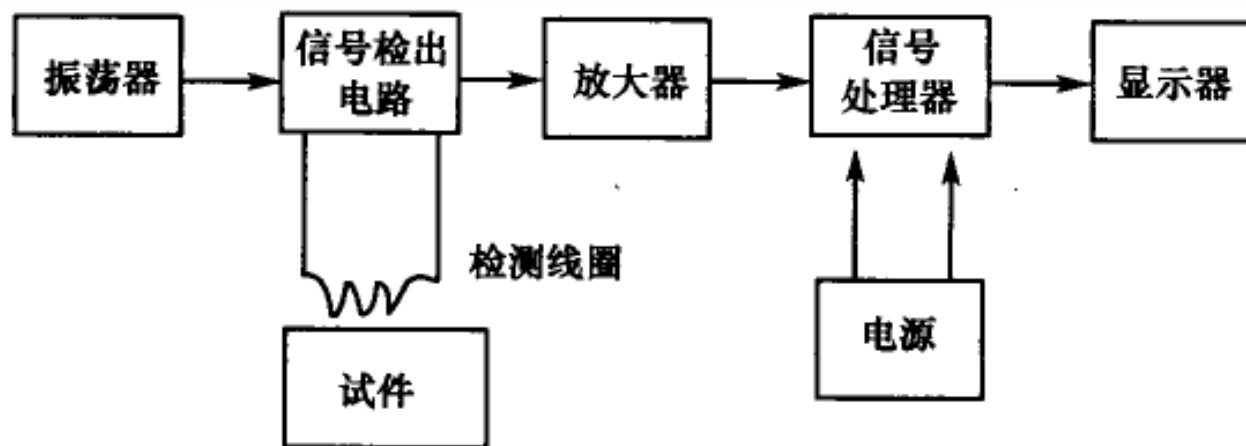 振荡器
信号检出
电路
放大器
信号
处理器
显示器
检测线圈
试件
电源